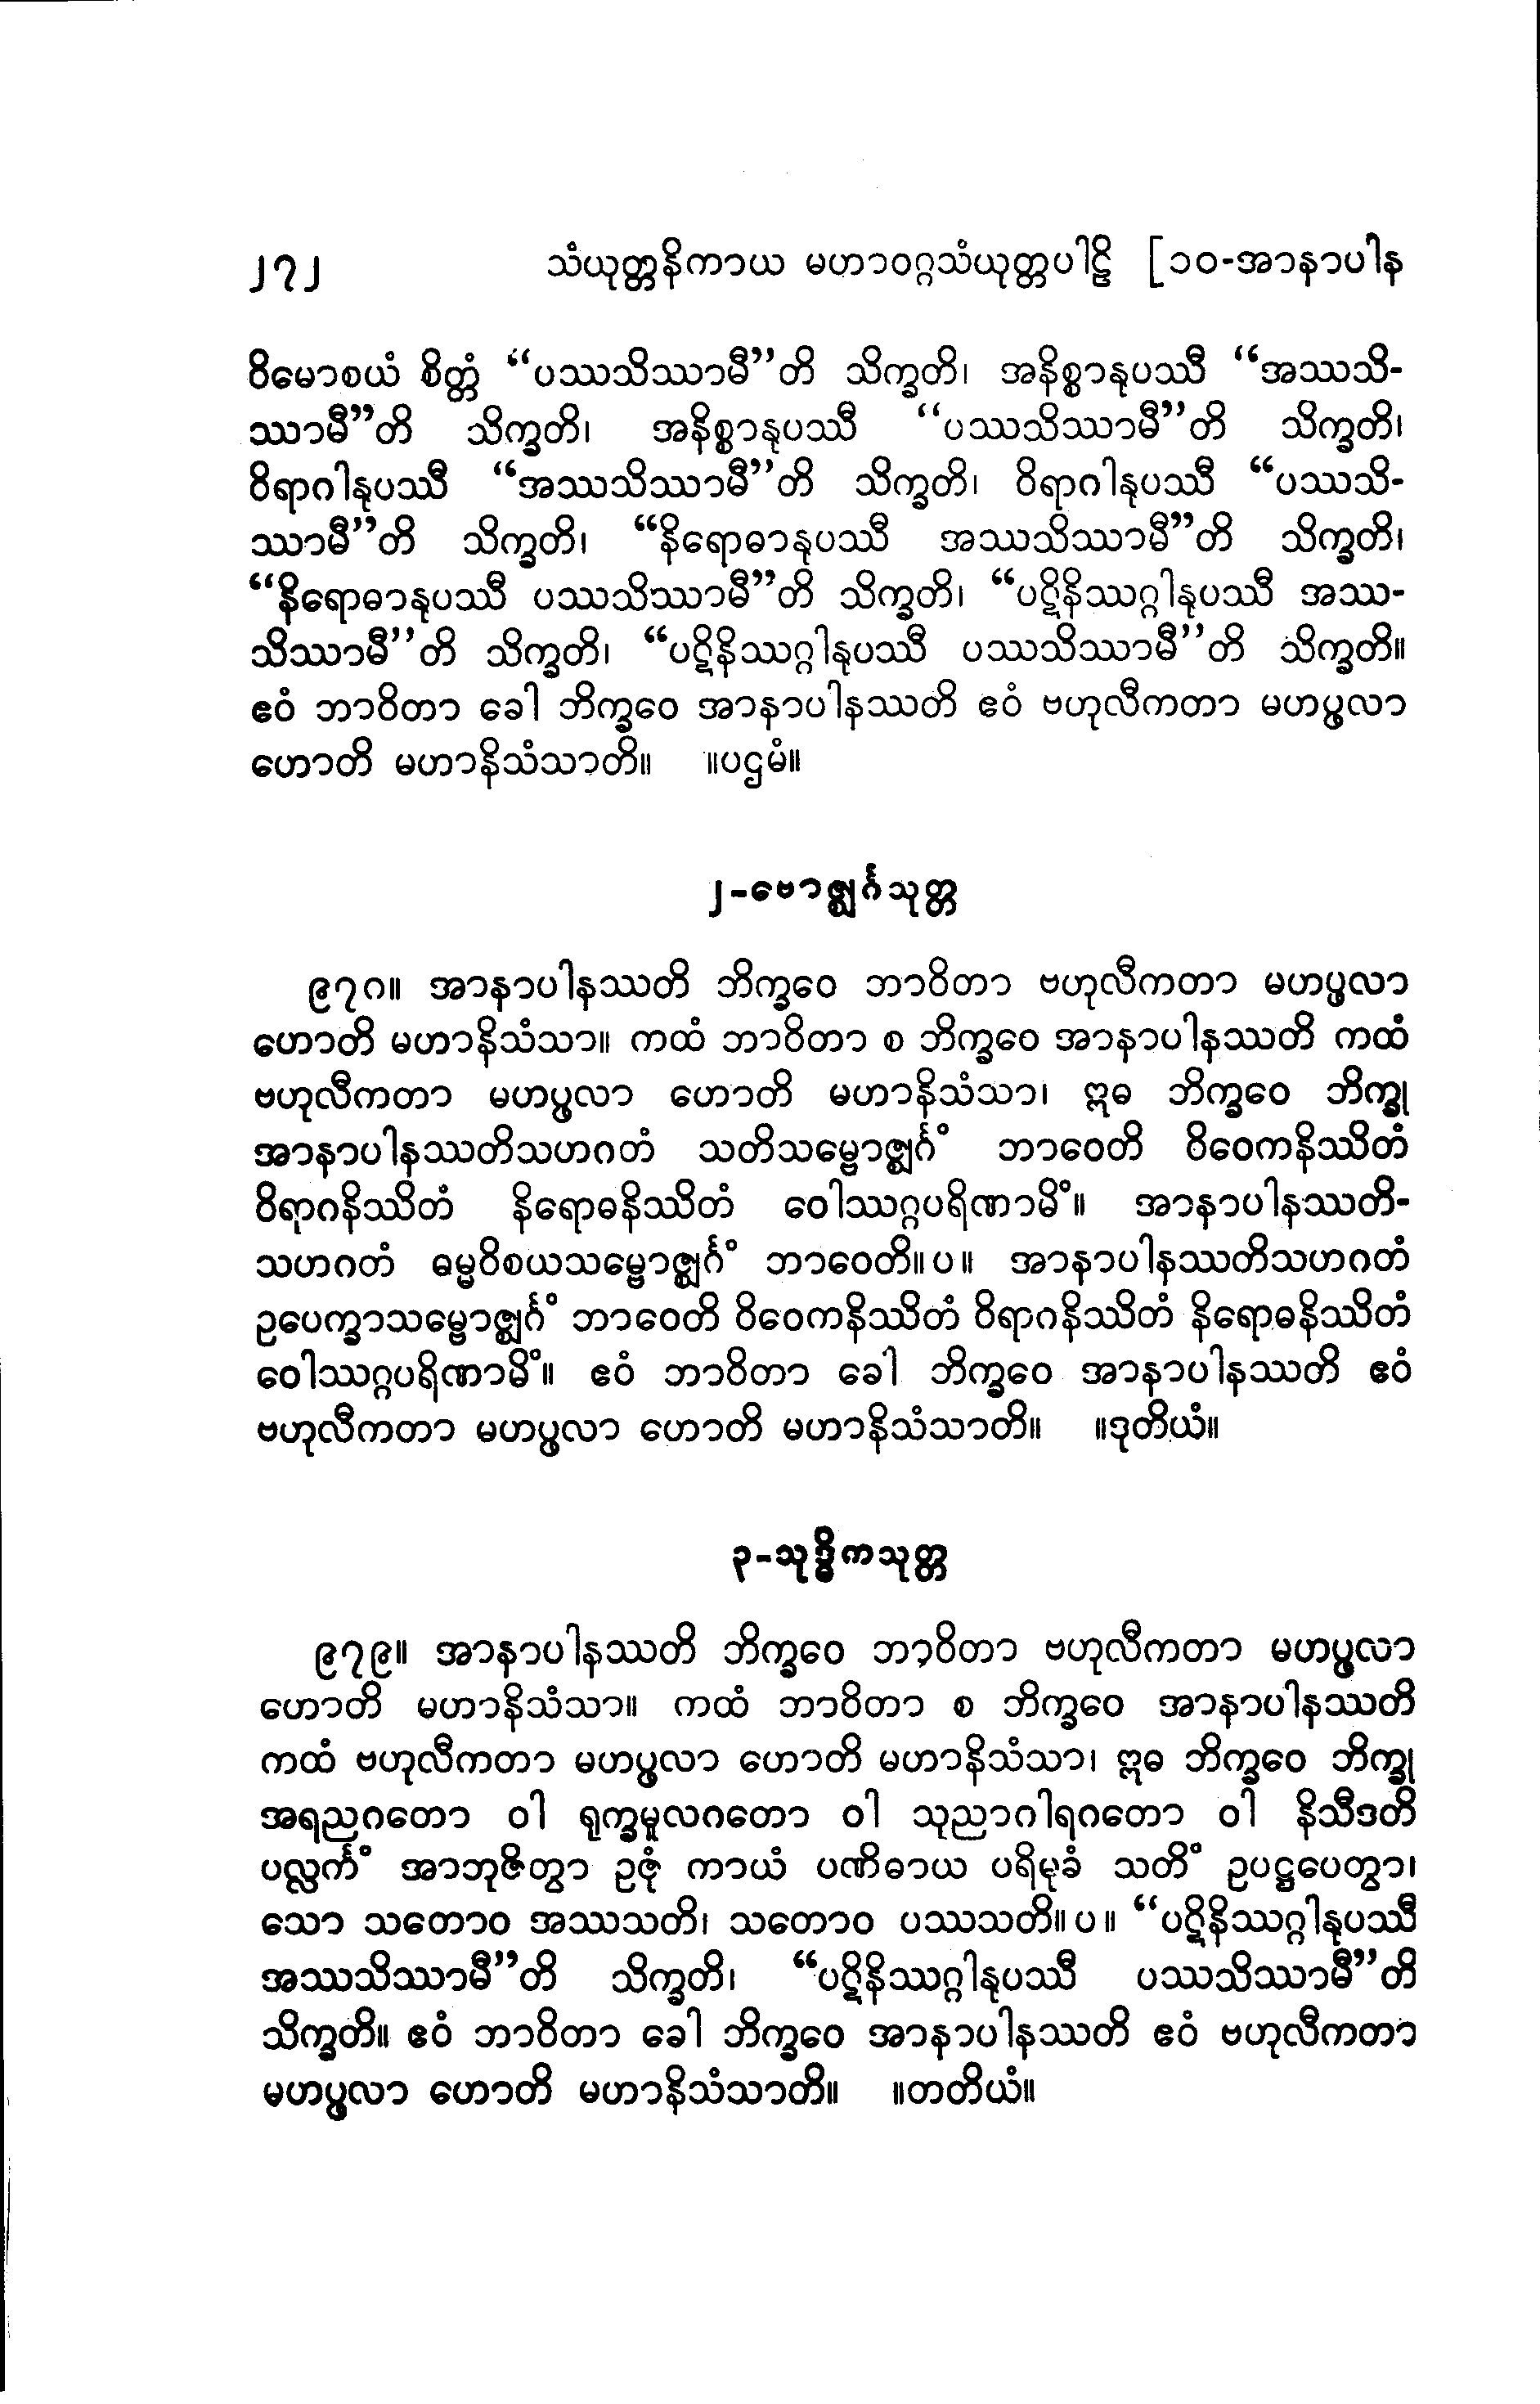 ၂၇၂ သံယုတ္တနိကာယ မဟာဝဂ္ဂသံယုတ္တပါဠိ [၁၀-အာနာပါန
ဝိမောစယံ စိတ္တံ “ပဿသိဿာမီ”တိ သိက္ခတိ၊ အနိစ္စာနုပဿီ “အဿသိ-
ဿာမီ”တိ သိက္ခတိ၊ အနိစ္စာနုပဿီ “ပဿသိဿာမီ”တိ သိက္ခတိ၊
ဝိရာဂါနုပဿီ “အဿသိဿာမီ”တိ သိက္ခတိ၊ ဝိရာဂါနုပဿီ “ပဿသိ-
ဿာမီ”တိ သိက္ခတိ၊ “နိရောဓာနုပဿီ အဿသိဿာမီ”တိ သိက္ခတိ၊
“နိရောဓာနုပဿီ ပဿသိဿာမီ”တိ သိက္ခတိ၊ “ပဋိနိဿဂ္ဂါနုပဿီ အဿ-
သိဿာမီ”တိ သိက္ခတိ၊ “ပဋိနိဿဂ္ဂါနုပဿီ ပဿသိဿာမီ”တိ သိက္ခတိ။
ဧဝံ ဘာဝိတာ ခေါ ဘိက္ခဝေ အာနာပါနဿတိ ဧဝံ ဗဟုလီကတာ မဟပ္ဖလာ
ဟောတိ မဟာနိသံသာတိ။ ။ပဌမံ။
၂-ဗောဇ္ဈင်္ဂသုတ္တ
၉၇၈။ အာနာပါနဿတိ ဘိက္ခဝေ ဘာဝိတာ ဗဟုလီကတာ မဟပ္ဖလာ
ဟောတိ မဟာနိသံသာ။ ကထံ ဘာဝိတာ စ ဘိက္ခဝေ အာနာပါနဿတိ ကထံ
ဗဟုလီကတာ မဟပ္ဖလာ ဟောတိ မဟာနိသံသာ၊ ဣဓ ဘိက္ခဝေ ဘိက္ခု
အာနာပါနဿတိသဟဂတံ သတိသမ္ဗောဇ္ဈင်္ဂံ ဘာဝေတိ ဝိဝေကနိဿိတံ
ဝိရာဂနိဿိတံ နိရောဓနိဿိတံ ဝေါဿဂ္ဂပရိဏာမိံ။ အာနာပါနဿတိ-
သဟဂတံ ဓမ္မဝိစယသမ္ဗောဇ္ဈင်္ဂံ ဘာဝေတိ။ပ။ အာနာပါနဿတိသဟဂတံ
ဥပေက္ခာသမ္ဗောဇ္ဈင်္ဂံ ဘာဝေတိ ဝိဝေကနိဿိတံ ဝိရာဂနိဿိတံ နိရောဓနိဿိတံ
ဝေါဿဂ္ဂပရိဏာမိံ။ ဧဝံ ဘာဝိတာ ခေါ ဘိက္ခဝေ အာနာပါနဿတိ ဧဝံ
ဗဟုလီကတာ မဟပ္ဖလာ ဟောတိ မဟာနိသံသာတိ။ ။ဒုတိယံ။
၃-သုဒ္ဓိကသုတ္တ
၉၇၉။ အာနာပါနဿတိ ဘိက္ခဝေ ဘာဝိတာ ဗဟုလီကတာ မဟပ္ဖလာ
ဟောတိ မဟာနိသံသာ။ ကထံ ဘာဝိတာ စ ဘိက္ခဝေ အာနာပါနဿတိ
ကထံ ဗဟုလီကတာ မဟပ္ဖလာ ဟောတိ မဟာနိသံသာ၊ ဣဓ ဘိက္ခဝေ ဘိက္ခု
အရညဂတော ဝါ ရုက္ခမူလဂတော ဝါ သုညာဂါရဂတော ဝါ နိသီဒတိ
ပလ္လင်္ကံ အာဘုဇိတွာ ဥဇုံ ကာယံ ပဏိဓာယ ပရိမုခံ သတိံ ဥပဋ္ဌပေတွာ၊
သော သတောဝ အဿသတိ၊ သတောဝ ပဿသတိ။ပ။ “ပဋိနိဿဂ္ဂါနုပဿီ
အဿသိဿာမီ”တိ သိက္ခတိ၊ “ပဋိနိဿဂ္ဂါနုပဿီ ပဿသိဿာမီ”တိ
သိက္ခတိ။ ဧဝံ ဘာဝိတာ ခေါ ဘိက္ခဝေ အာနာပါနဿတိ ဧဝံ ဗဟုလီကတာ
မဟပ္ဖလာ ဟောတိ မဟာနိသံသာတိ။ ။တတိယံ။